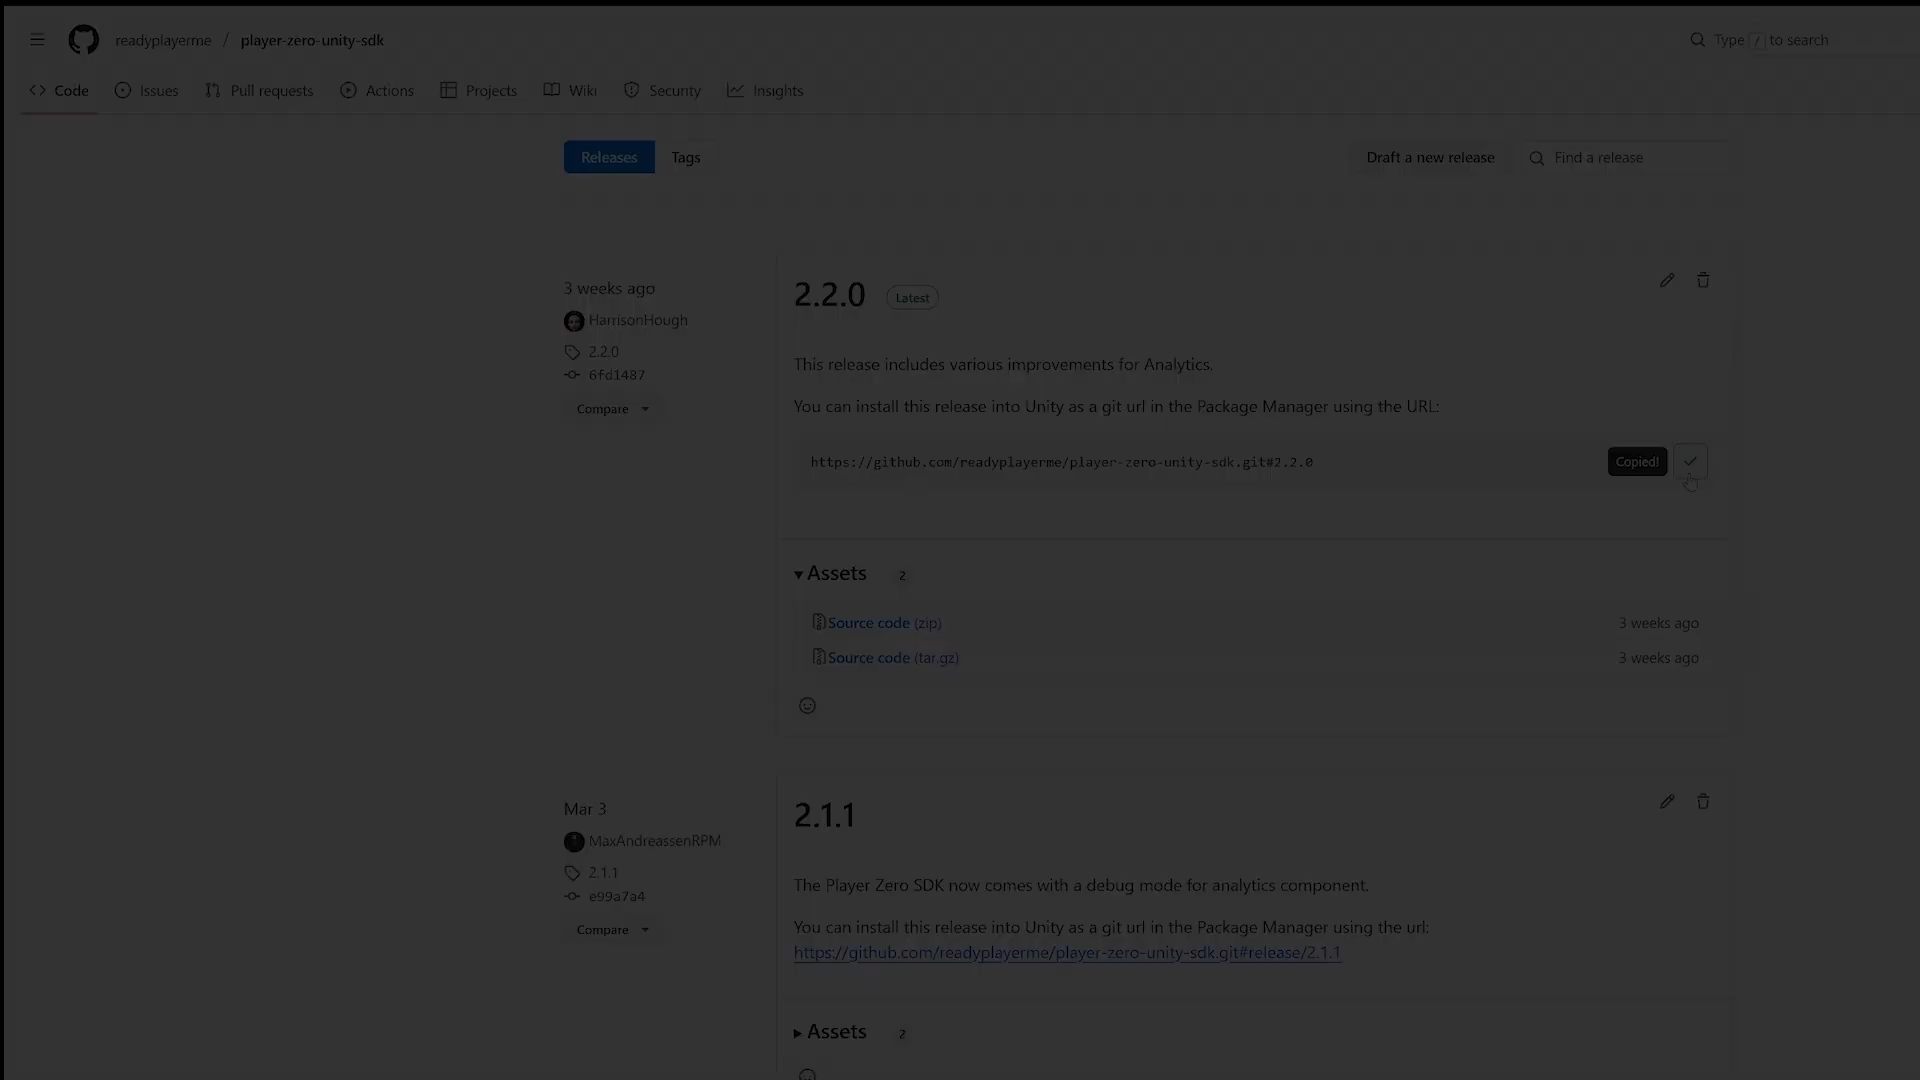 readyplayerme / player-zero-unity-sdk
Type / to search
Code Issues Pull requests Actions Projects Wiki Security Insights
Releases Tags
Draft a new release
Find a release
3 weeks ago
HarrisonHough
2.2.0
6fd1487
Compare
2.2.0 Latest
This release includes various improvements for Analytics.
You can install this release into Unity as a git url in the Package Manager using the URL:
https://github.com/readyplayerme/player-zero-unity-sdk.git#2.2.0
Copied!
Assets 2
Source code (zip) 3 weeks ago
Source code (tar.gz) 3 weeks ago
Mar 3
MaxAndreassenRPM
2.1.1
e99a7a4
Compare
2.1.1
The Player Zero SDK now comes with a debug mode for analytics component.
You can install this release into Unity as a git url in the Package Manager using the url:
https://github.com/readyplayerme/player-zero-unity-sdk.git#release/2.1.1
Assets 2